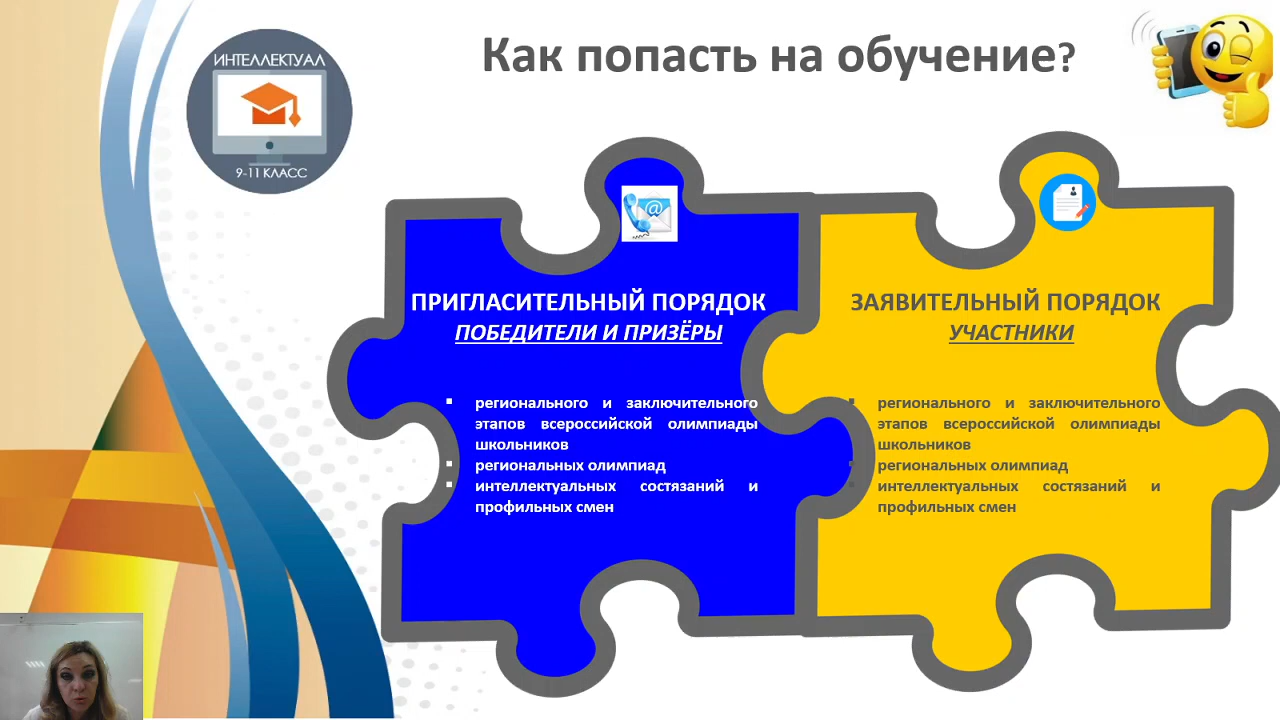 ИНТЕЛЛЕКТУАЛ
9-11 КЛАСС
Как попасть на обучение?
ПРИГЛАСИТЕЛЬНЫЙ ПОРЯДОК
ПОБЕДИТЕЛИ И ПРИЗЁРЫ
▪ регионального и заключительного
этапов всероссийской олимпиады
школьников
▪ региональных олимпиад
▪ интеллектуальных состязаний и
профильных смен
ЗАЯВИТЕЛЬНЫЙ ПОРЯДОК
УЧАСТНИКИ
▪ регионального и заключительного
этапов всероссийской олимпиады
школьников
▪ региональных олимпиад
▪ интеллектуальных состязаний и
профильных смен